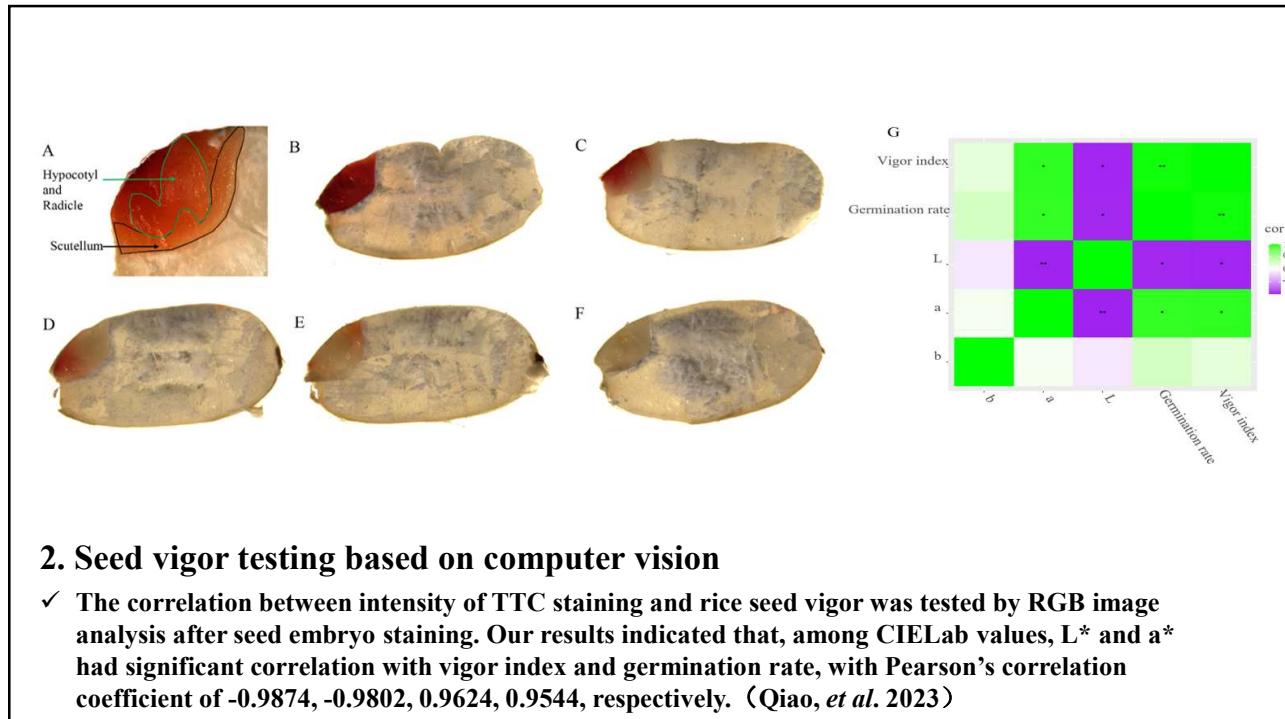 A
Hypocotyl
and
Radicle
Scutellum
B
C
D
E
F
G
Vigor index
**
Germination rate
**
L
**
a
**
b
b
a
L
Germination rate
Vigor index
cor
2. Seed vigor testing based on computer vision
✓ The correlation between intensity of TTC staining and rice seed vigor was tested by RGB image
analysis after seed embryo staining. Our results indicated that, among CIELab values, L* and a*
had significant correlation with vigor index and germination rate, with Pearson’s correlation
coefficient of -0.9874, -0.9802, 0.9624, 0.9544, respectively.（Qiao, et al. 2023）